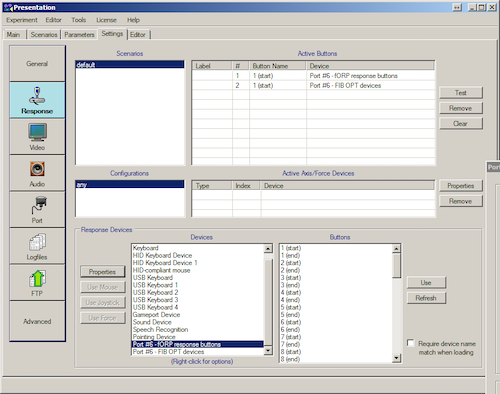 Presentation
Experiment Editor Tools License Help
Main Scenarios Parameters Settings Editor
General
Response
Video
Audio
Port
Logfiles
FTP
Advanced
Scenarios
default
Active Buttons
Label # Button Name Device
1 1 (start) Port #6 -fORP response buttons
2 1 (start) Port #6 - FIB OPT devices
Test
Remove
Clear
Configurations
any
Active Axis/Force Devices
Type Index Device
Properties
Remove
Response Devices
Devices
Properties
Use Mouse
Use Joystick
Use Force
Keyboard
HID Keyboard Device
HID Keyboard Device 1
HID-compliant mouse
USB Keyboard
USB Keyboard 1
USB Keyboard 2
USB Keyboard 3
USB Keyboard 4
Gameport Device
Sound Device
Speech Recognition
Pointing Device
Port #6 -fORP response buttons
Port #6 - FIB OPT devices
(Right-click for options)
Buttons
1 (start)
1 (end)
2 (start)
2 (end)
3 (start)
3 (end)
4 (start)
4 (end)
5 (start)
5 (end)
6 (start)
6 (end)
7 (start)
7 (end)
8 (start)
8 (end)
Use
Refresh
Require device name
match when loading
Port